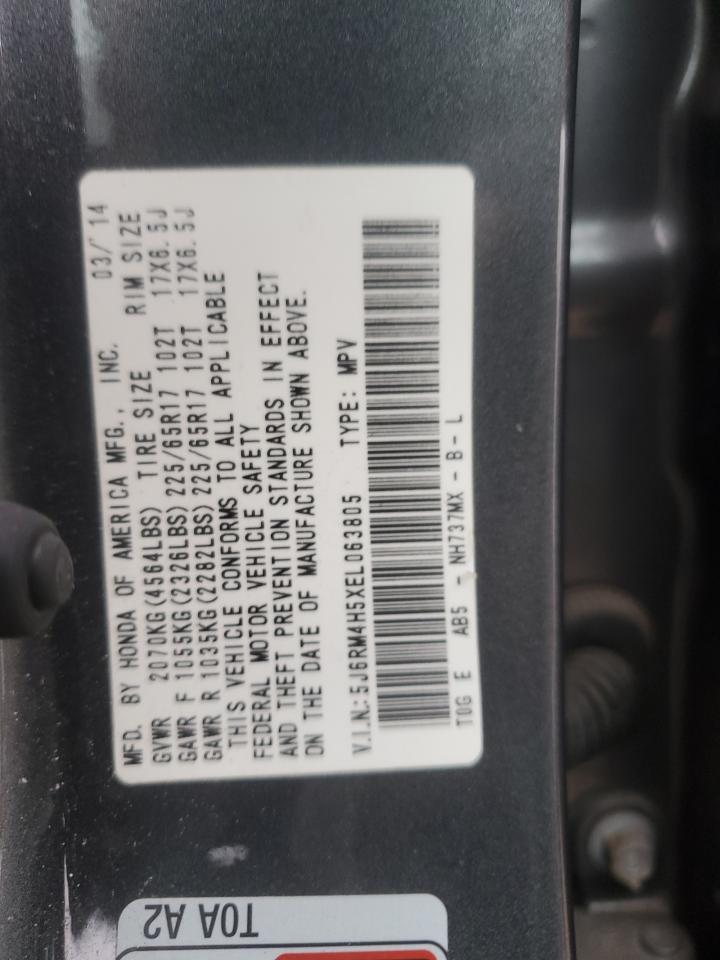 MFD. BY HONDA OF AMERICA MFG., INC. 03/'14
GVWR 2070KG(4564LBS) TIRE SIZE RIM SIZE
GAWR F 1055KG(2326LBS) 225/65R17 102T 17X6.5J
GAWR R 1035KG(2282LBS) 225/65R17 102T 17X6.5J
THIS VEHICLE CONFORMS TO ALL APPLICABLE
FEDERAL MOTOR VEHICLE SAFETY
AND THEFT PREVENTION STANDARDS IN EFFECT
ON THE DATE OF MANUFACTURE SHOWN ABOVE.
V.I.N.:5J6RM4H5XEL063805 TYPE: MPV
T0G E AB5 - NH737MX - B - L
T0A A2